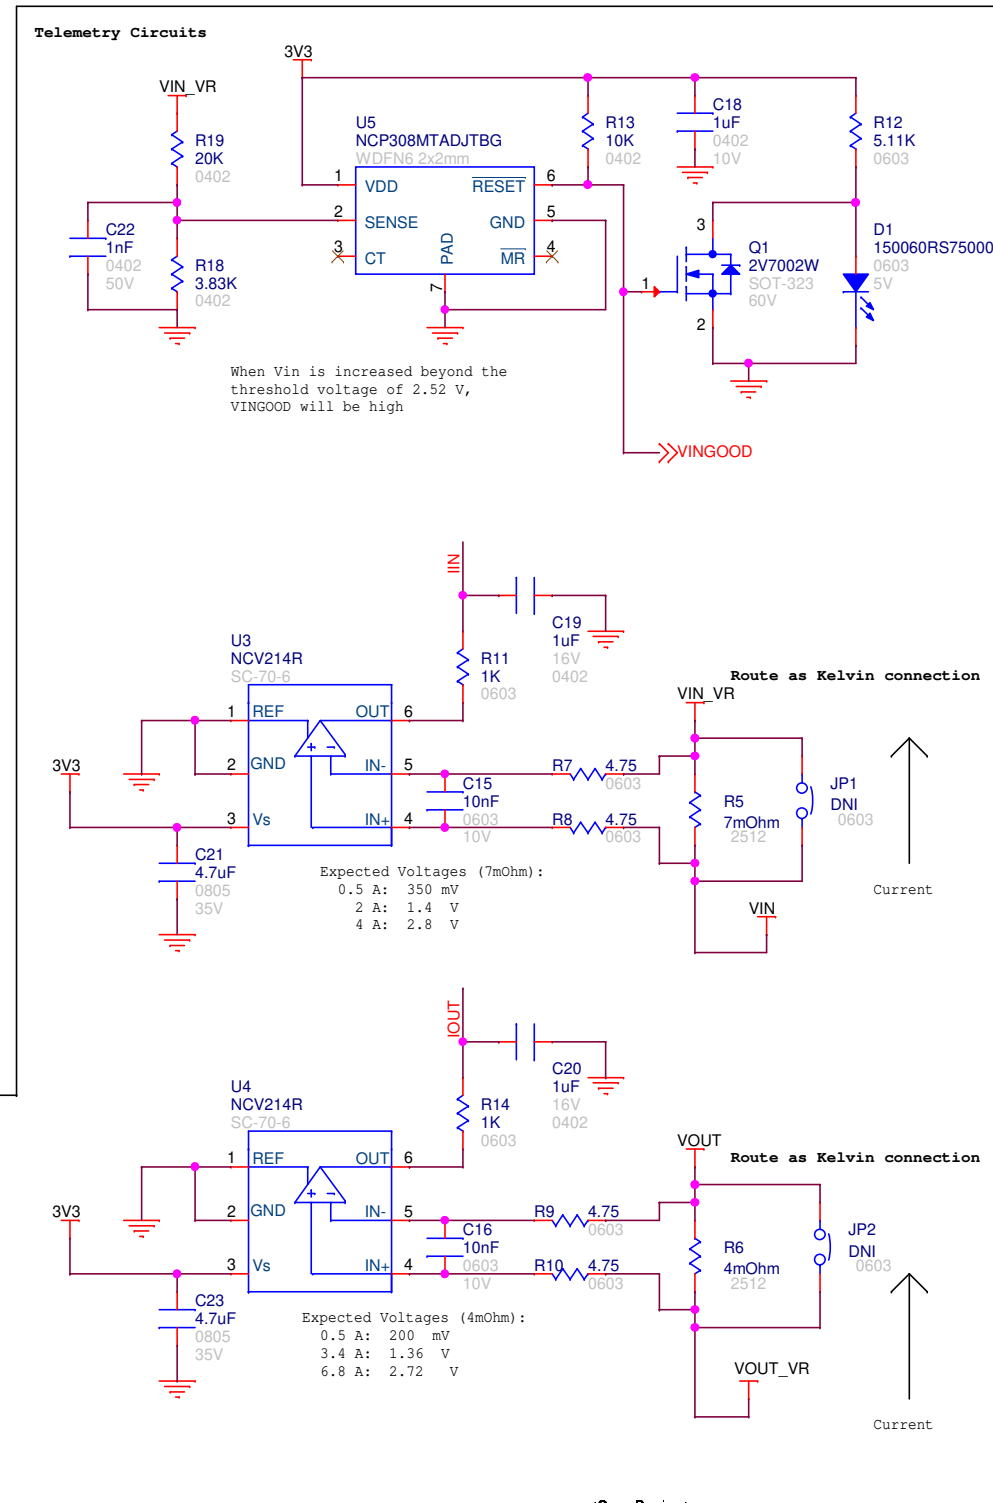 Telemetry Circuits
3V3
VIN_VR
R19
20K
0402
U5
NCP308MTADJTBG
WDFN6 2x2mm
R13
10K
0402
C18
1uF
0402
10V
R12
5.11K
0603
1 VDD
RESET 6
2 SENSE
GND 5
3 CT
MR 4
PAD
7
C22
1nF
0402
50V
R18
3.83K
0402
3
1
2
Q1
2V7002W
SOT-323
60V
D1
150060RS75000
0603
5V
When Vin is increased beyond the
threshold voltage of 2.52 V,
VINGOOD will be high
VINGOOD
IIN
C19
1uF
16V
0402
U3
NCV214R
SC-70-6
R11
1K
0603
Route as Kelvin connection
VIN_VR
1 REF
OUT 6
2 GND
IN- 5
3 Vs
IN+ 4
+ -
3V3
C15
10nF
0603
10V
R7 4.75
0603
R8 4.75
0603
R5
7mOhm
2512
JP1
DNI
0603
C21
4.7uF
0805
35V
Expected Voltages (7mOhm):
0.5 A: 350 mV
2 A: 1.4 V
4 A: 2.8 V
Current
VIN
IOUT
C20
1uF
16V
0402
U4
NCV214R
SC-70-6
R14
1K
0603
VOUT
Route as Kelvin connection
1 REF
OUT 6
2 GND
IN- 5
3 Vs
IN+ 4
+ -
3V3
C16
10nF
0603
10V
R9 4.75
0603
R10 4.75
0603
R6
4mOhm
2512
JP2
DNI
0603
C23
4.7uF
0805
35V
Expected Voltages (4mOhm):
0.5 A: 200 mV
3.4 A: 1.36 V
6.8 A: 2.72 V
VOUT_VR
Current